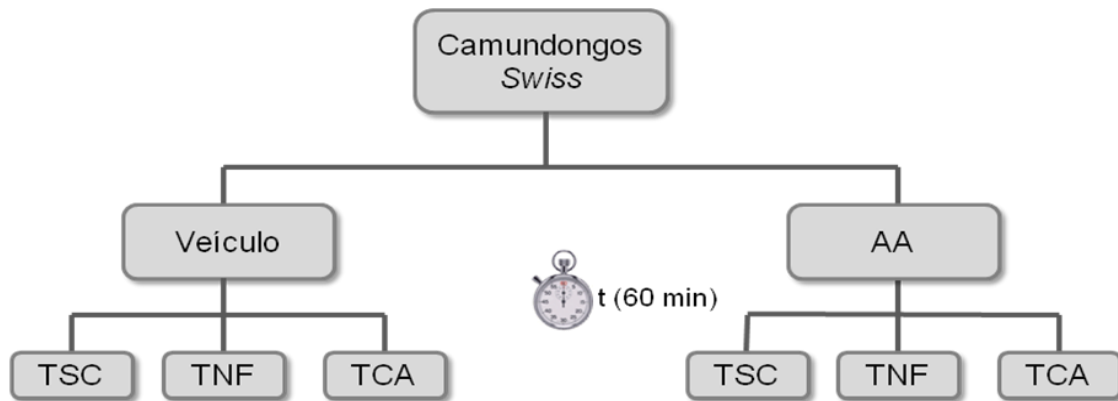 Camundongos
Swiss
Veículo
AA
t (60 min)
TSC
TNF
TCA
TSC
TNF
TCA